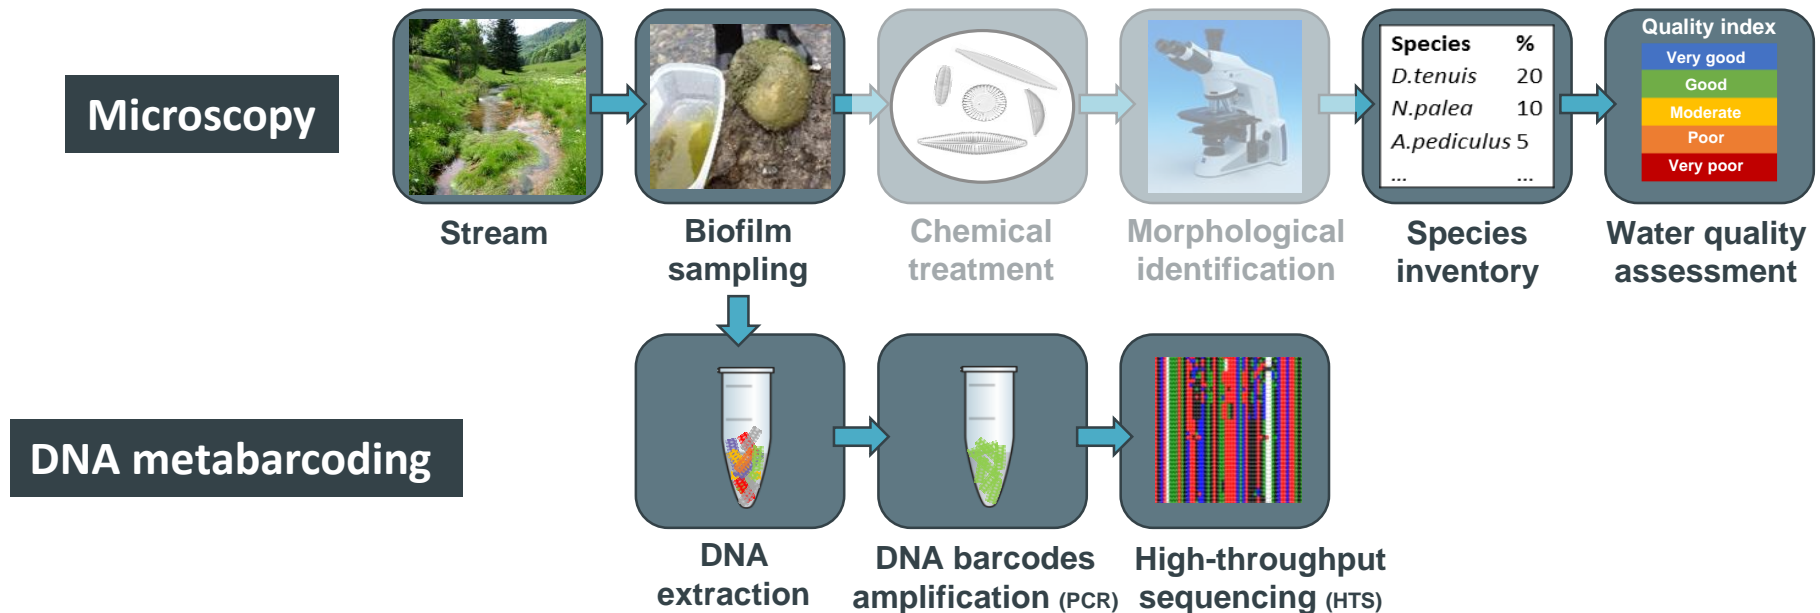 Microscopy
Species %
D.tenuis 20
N.palea 10
A.pediculus 5
... ...
Quality index
Very good
Good
Moderate
Poor
Very poor
Stream
Biofilm
sampling
Chemical
treatment
Morphological
identification
Species
inventory
Water quality
assessment
DNA metabarcoding
DNA
extraction
DNA barcodes
amplification (PCR)
High-throughput
sequencing (HTS)